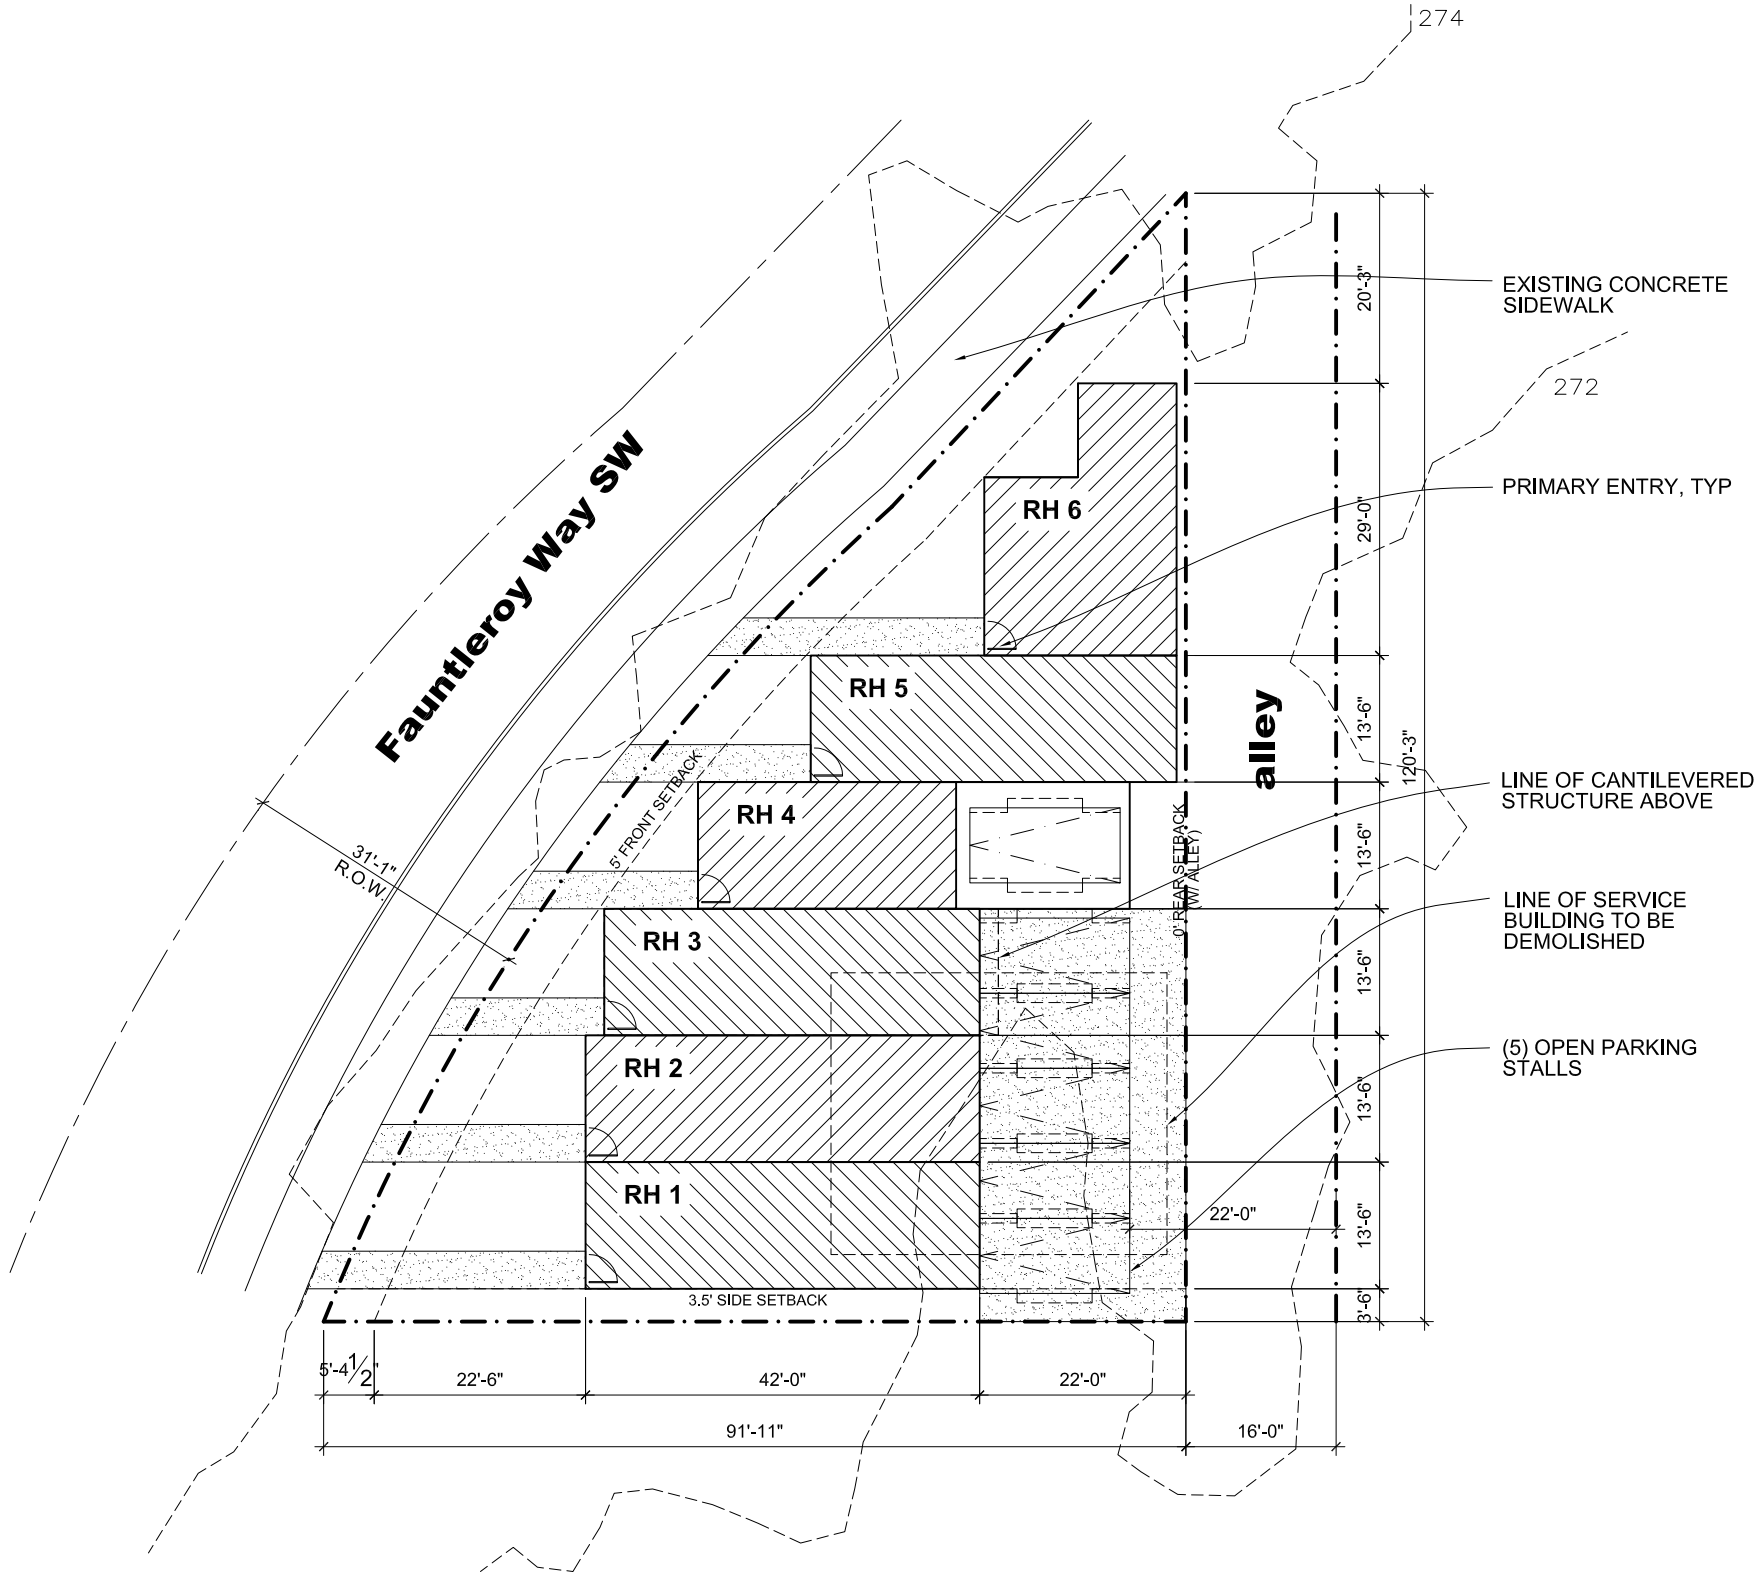 274
EXISTING CONCRETE
SIDEWALK
20'-3"
272
Fauntleroy Way SW
PRIMARY ENTRY, TYP
RH 6
29'-0"
RH 5
alley
13'-6"
120'-3"
5' FRONT SETBACK
LINE OF CANTILEVERED
STRUCTURE ABOVE
RH 4
0' REAR SETBACK
(W/ ALLEY)
13'-6"
31'-1"
R.O.W.
LINE OF SERVICE
BUILDING TO BE
DEMOLISHED
RH 3
13'-6"
(5) OPEN PARKING
STALLS
RH 2
13'-6"
RH 1
22'-0"
13'-6"
3.5' SIDE SETBACK
3'-6"
5'-4 1/2"
22'-6"
42'-0"
22'-0"
91'-11"
16'-0"